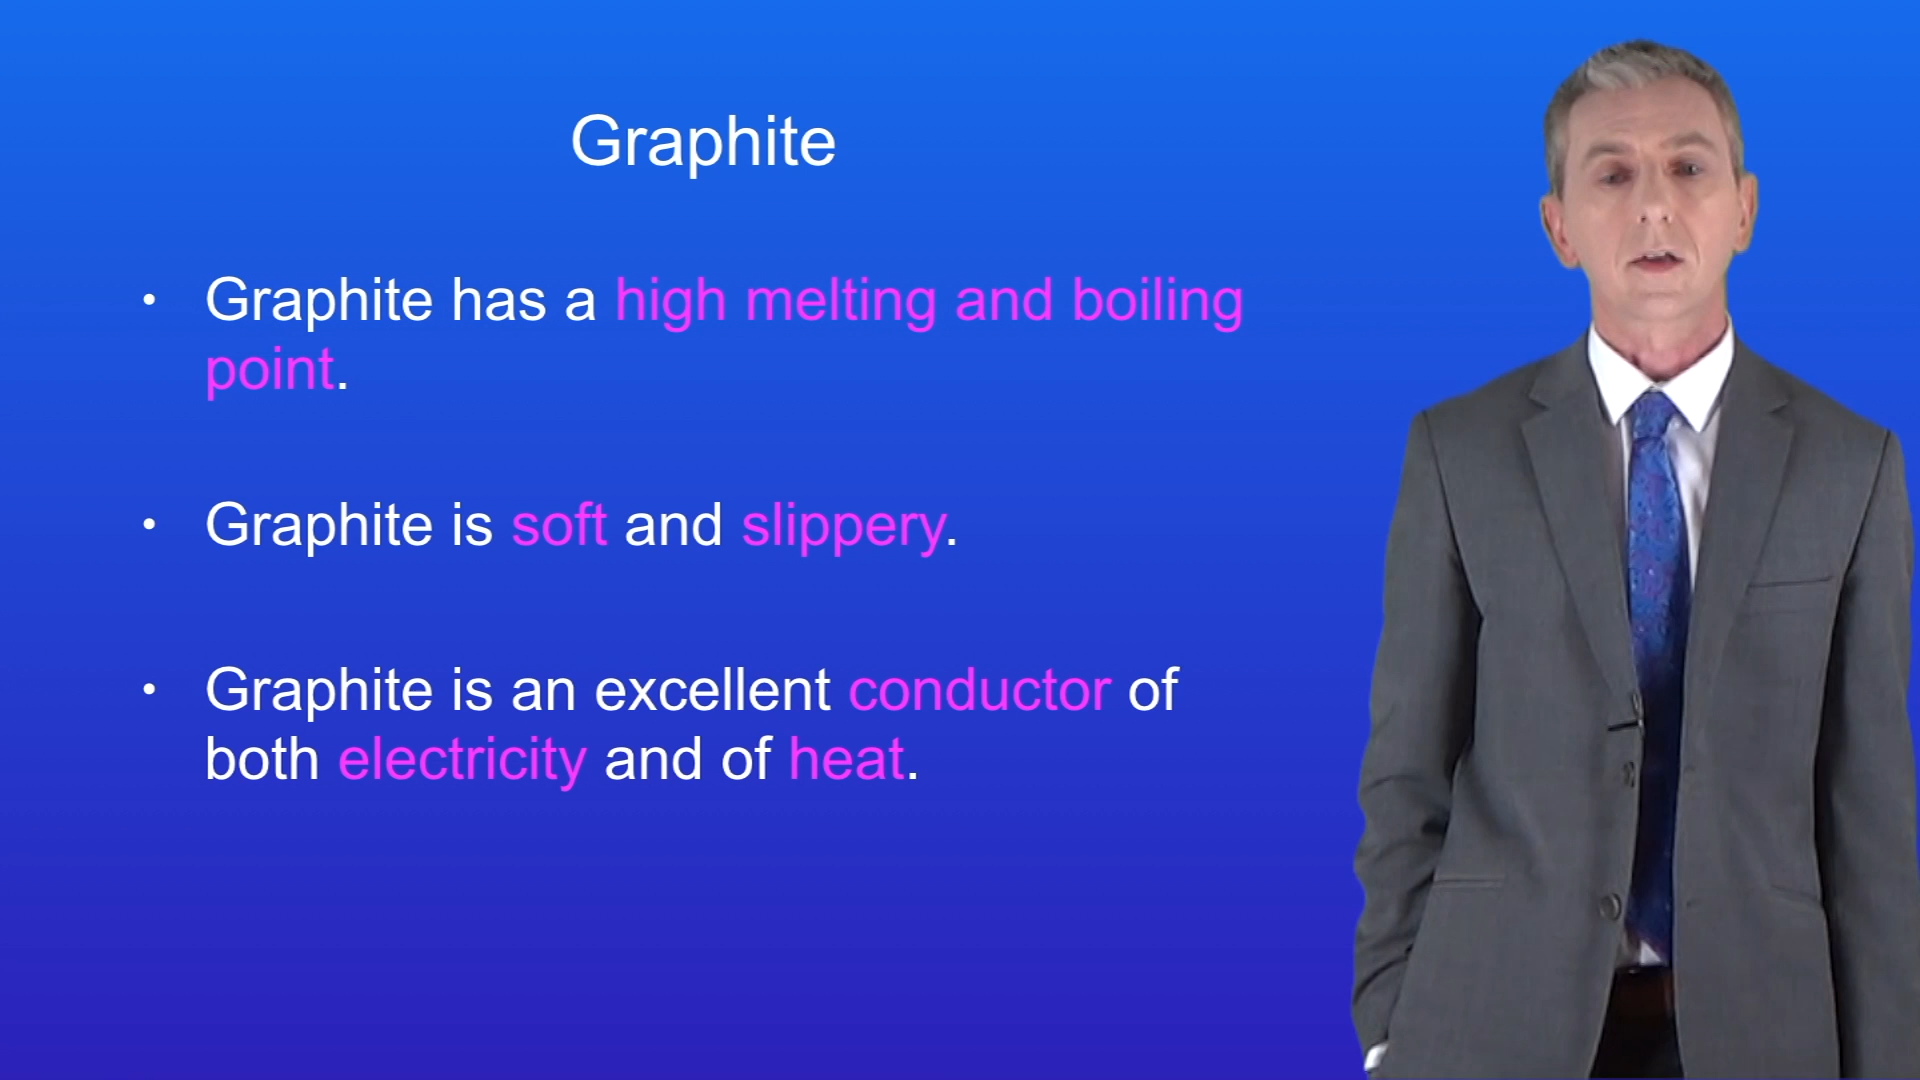 Graphite
• Graphite has a high melting and boiling
point.
• Graphite is soft and slippery.
• Graphite is an excellent conductor of
both electricity and of heat.